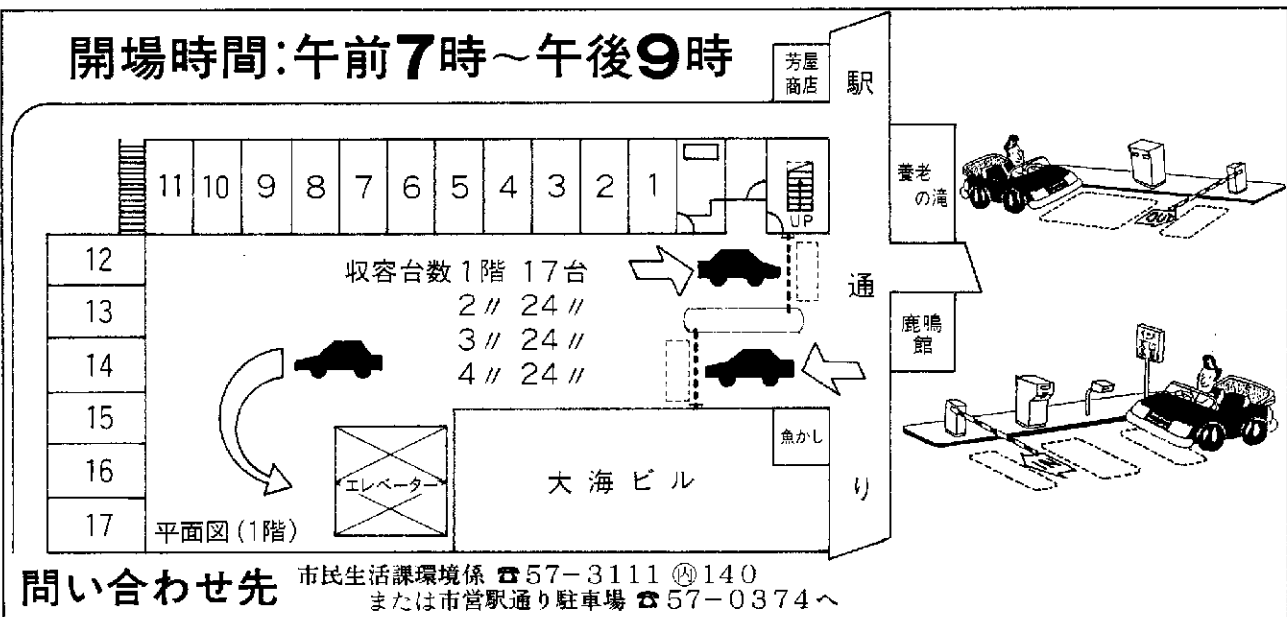 開場時間:午前7時~午後9時
芳屋
商店
駅
通
り
養老
の滝
鹿鳴
館
11 10 9 8 7 6 5 4 3 2 1
UP
12
13
14
15
16
17
収容台数1階 17台
2〃 24〃
3〃 24〃
4〃 24〃
魚かし
大海ビル
エレベーター
平面図(1階)
OUT
問い合わせ先
市民生活課環境係 ☎57-3111 ㊅140
または市営駅通り駐車場 ☎57-0374へ